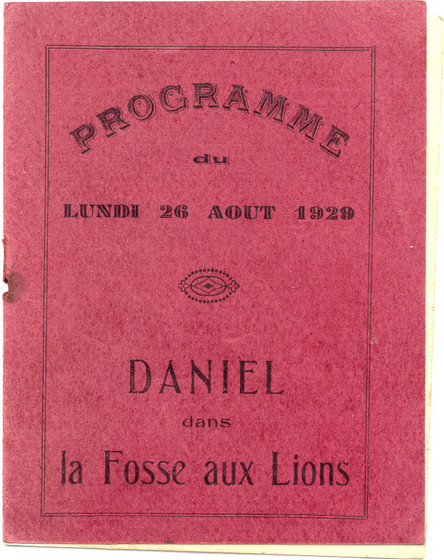 PROGRAMME
du
LUNDI 26 AOUT 1929
DANIEL
dans
la Fosse aux Lions